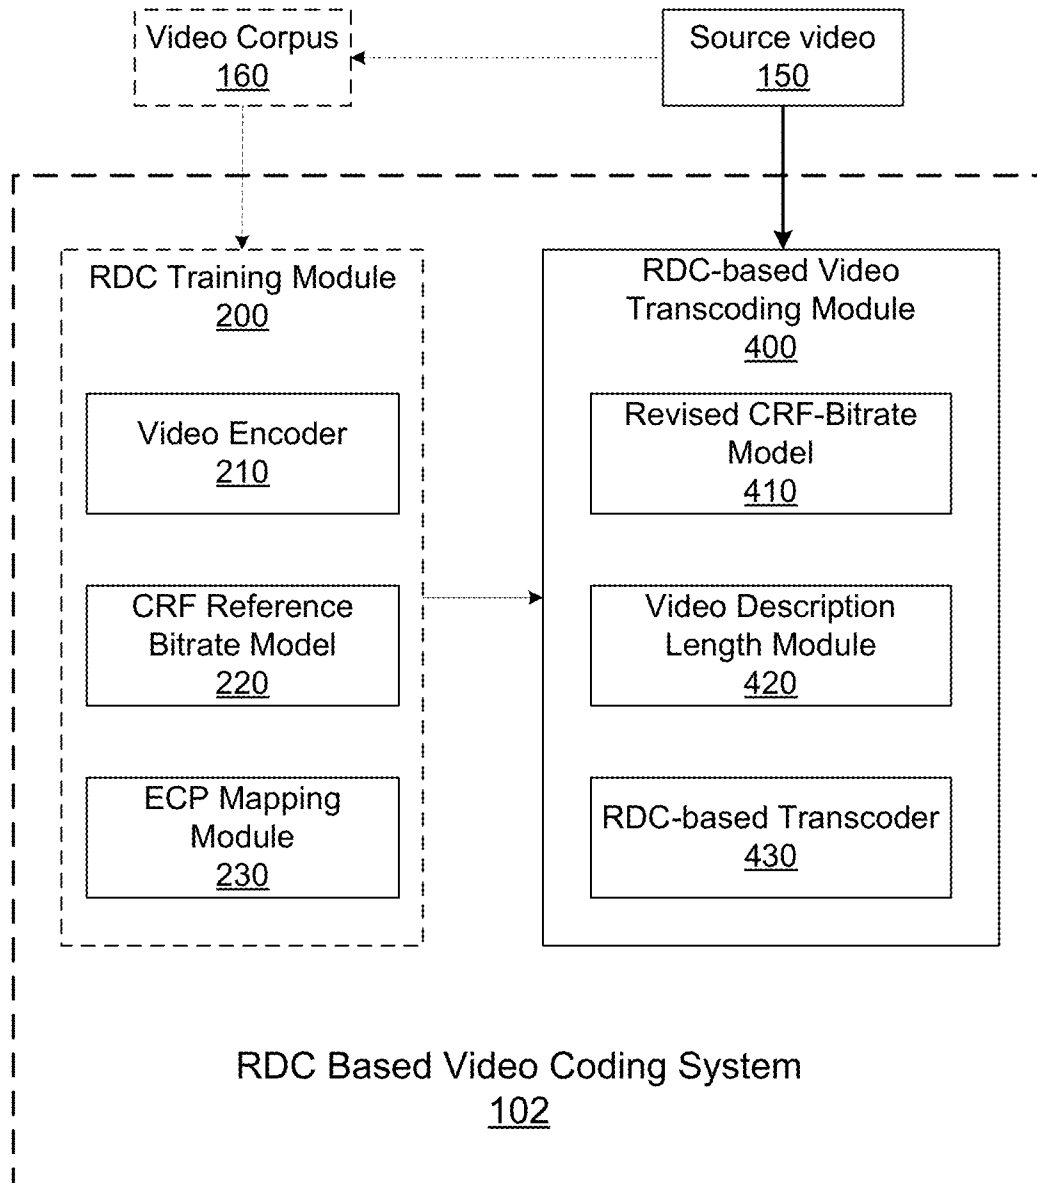 Video Corpus
160
Source video
150
RDC Training Module
200
Video Encoder
210
CRF Reference
Bitrate Model
220
ECP Mapping
Module
230
RDC-based Video
Transcoding Module
400
Revised CRF-Bitrate
Model
410
Video Description
Length Module
420
RDC-based Transcoder
430
RDC Based Video Coding System
102